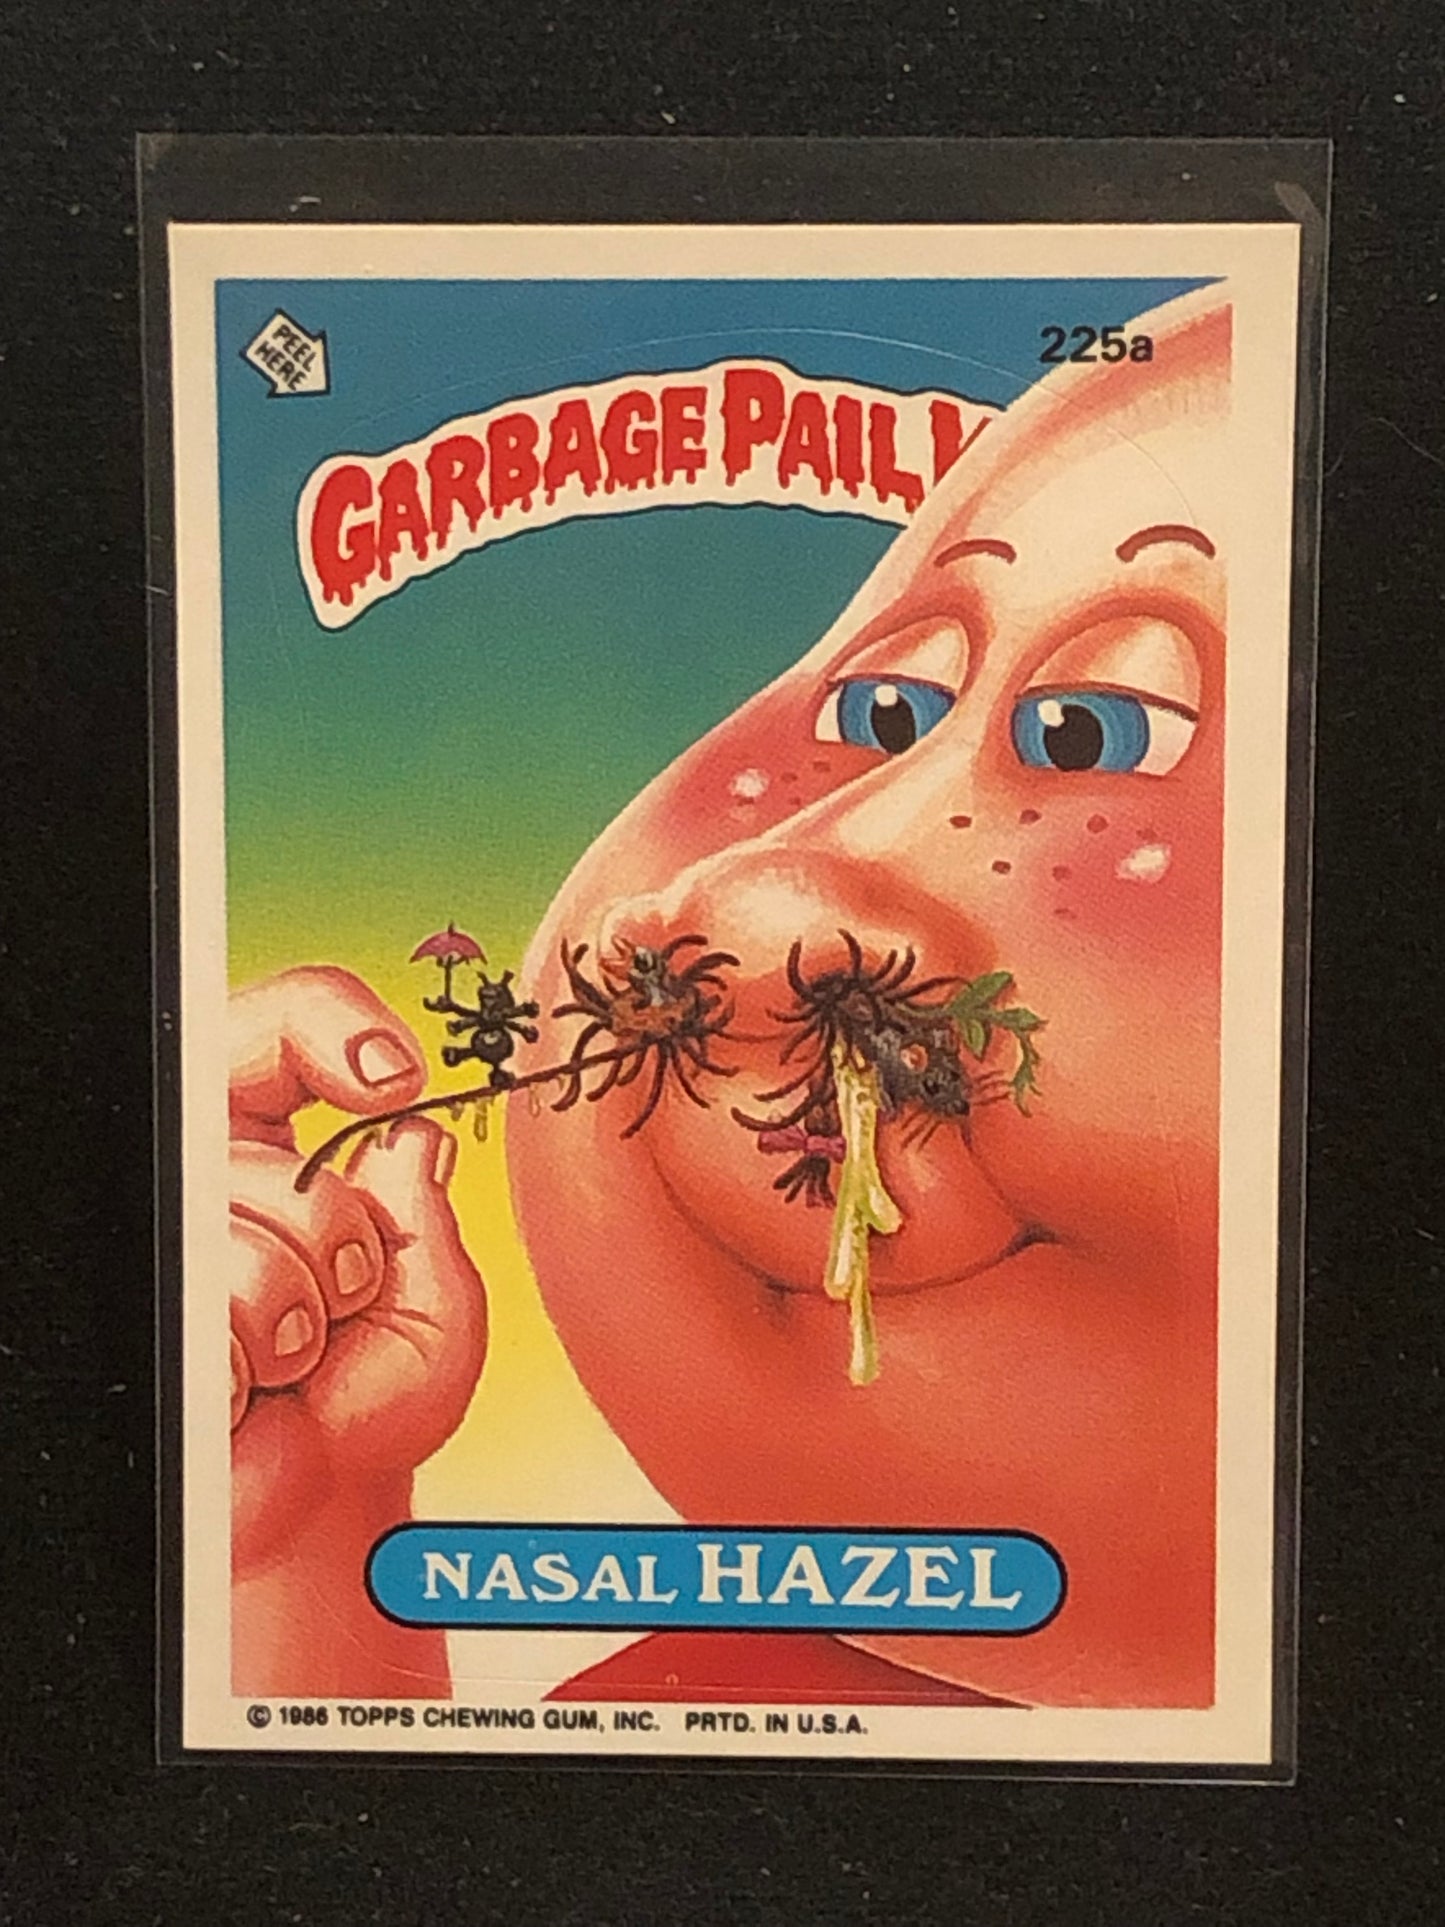 PEEL
HERE
225a
GARBAGE PAIL
NASAL HAZEL
© 1986 TOPPS CHEWING GUM, INC. PRTD. IN U.S.A.